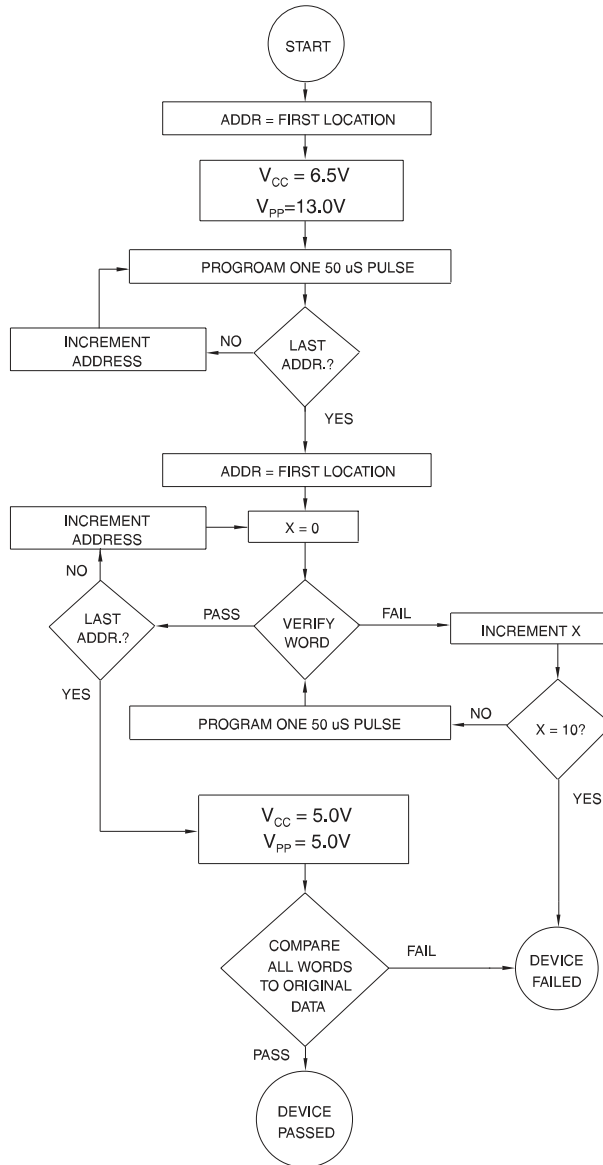 START
ADDR = FIRST LOCATION
VCC = 6.5V
VPP=13.0V
PROGROAM ONE 50 uS PULSE
INCREMENT
ADDRESS
NO
LAST
ADDR.?
YES
ADDR = FIRST LOCATION
INCREMENT
ADDRESS
X = 0
NO
LAST
ADDR.?
PASS
VERIFY
WORD
FAIL
INCREMENT X
YES
PROGRAM ONE 50 uS PULSE
NO
X = 10?
YES
VCC = 5.0V
VPP = 5.0V
COMPARE
ALL WORDS
TO ORIGINAL
DATA
FAIL
DEVICE
FAILED
PASS
DEVICE
PASSED